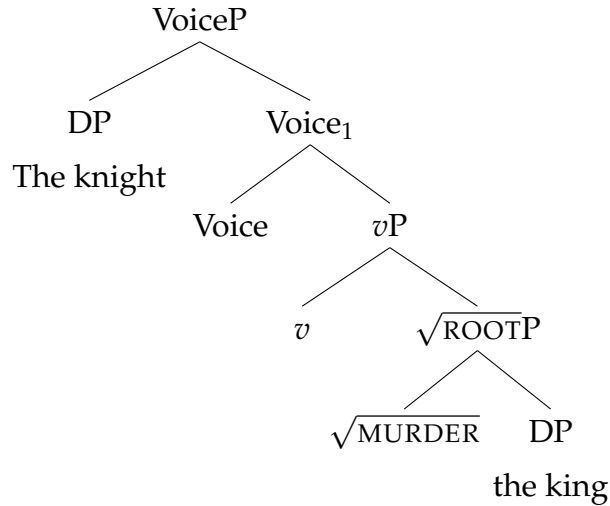 VoiceP
DP Voice₁
The knight
Voice vP
v √ROOTP
√MURDER DP
the king